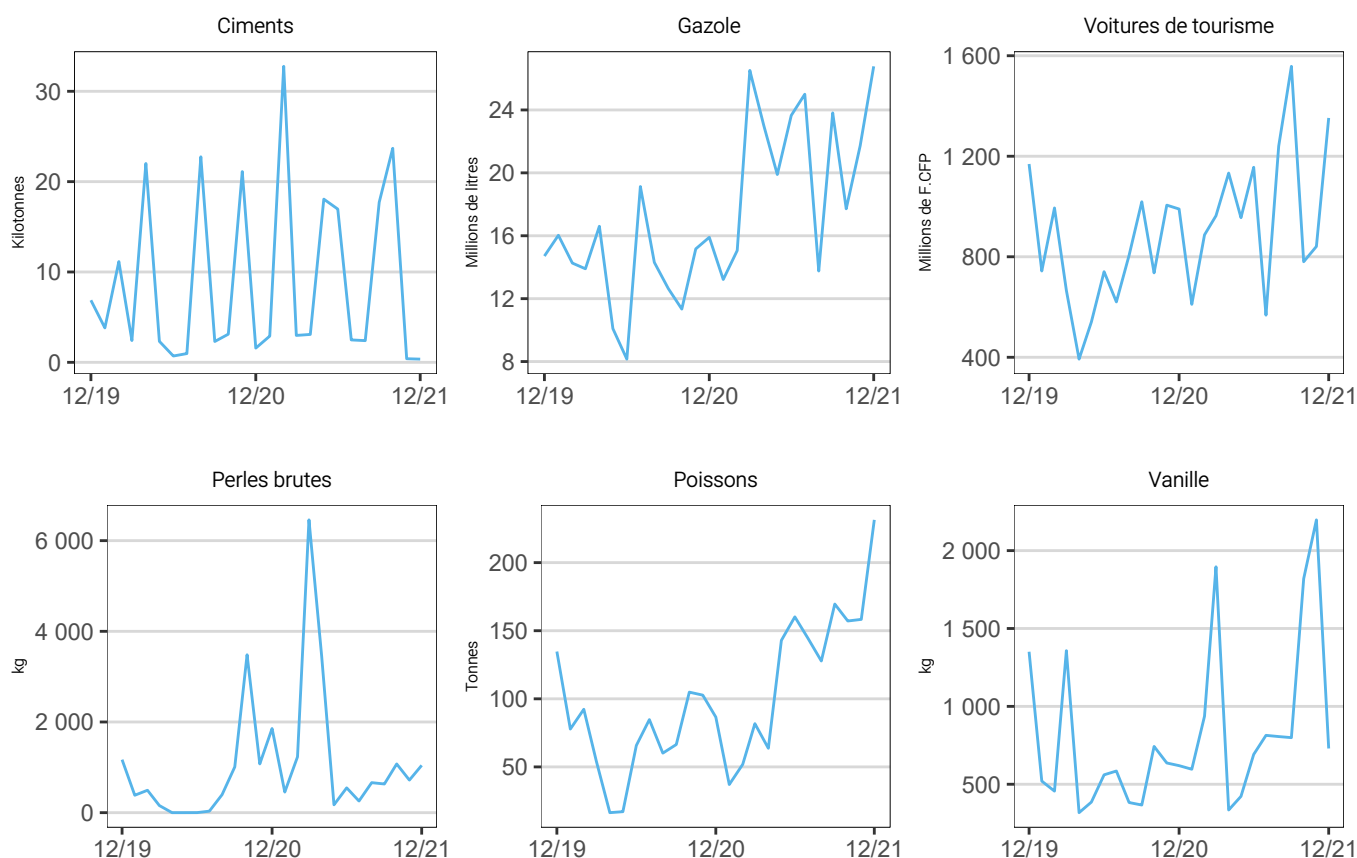 Ciments
Kilotonnes
30
20
10
0
12/19 12/20 12/21
Gazole
Millions de litres
24
20
16
12
8
12/19 12/20 12/21
Voitures de tourisme
Millions de F.CFP
1 600
1 200
800
400
12/19 12/20 12/21
Perles brutes
kg
6 000
4 000
2 000
0
12/19 12/20 12/21
Poissons
Tonnes
200
150
100
50
12/19 12/20 12/21
Vanille
kg
2 000
1 500
1 000
500
12/19 12/20 12/21